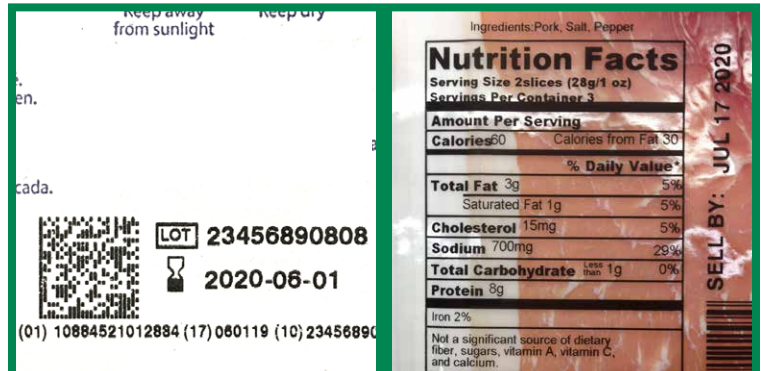 Keep away
Keep dry
from sunlight
en.
cada.
LOT 23456890808
2020-06-01
(01) 10884521012884 (17) 060119 (10) 2345689
Ingredients:Pork, Salt, Pepper
Nutrition Facts
Serving Size 2slices (28g/1 oz)
Servings Per Container 3
Amount Per Serving
Calories60 Calories from Fat 30
% Daily Value*
Total Fat 3g 5%
Saturated Fat 1g 5%
Cholesterol 15mg 5%
Sodium 700mg 29%
Total Carbohydrate Less than 1g 0%
Protein 8g
Iron 2%
Not a significant source of dietary
fiber, sugars, vitamin A, vitamin C,
and calcium.
SELL BY: JUL 17 2020